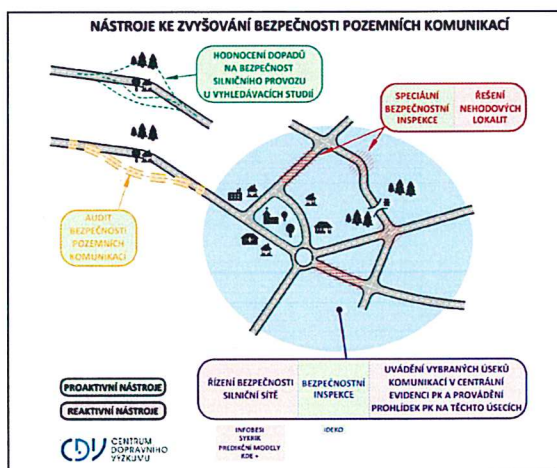 NÁSTROJE KE ZVYŠOVÁNÍ BEZPEČNOSTI POZEMNÍCH KOMUNIKACÍ
HODNOCENÍ DOPADŮ
NA BEZPEČNOST
SILNIČNÍHO PROVOZU
U VYHLEDÁVACÍCH STUDIÍ
SPECIÁLNÍ
BEZPEČNOSTNÍ
INSPEKCE
ŘEŠENÍ
NEHODOVÝCH
LOKALIT
AUDIT
BEZPEČNOSTI
POZEMNÍCH
KOMUNIKACÍ
ŘÍZENÍ BEZPEČNOSTI
SILNIČNÍ SÍTĚ
BEZPEČNOSTNÍ
INSPEKCE
UVÁDĚNÍ VYBRANÝCH ÚSEKŮ
KOMUNIKACÍ V CENTRÁLNÍ
EVIDENCI PK A PROVÁDĚNÍ
PROHLÍDEK PK NA TĚCHTO ÚSECÍCH
PROAKTIVNÍ NÁSTROJE
REAKTIVNÍ NÁSTROJE
INFOBESI
PREDIKČNÍ MODELY
KDE +
CDV
CENTRUM
DOPRAVNÍHO
VÝZKUMU